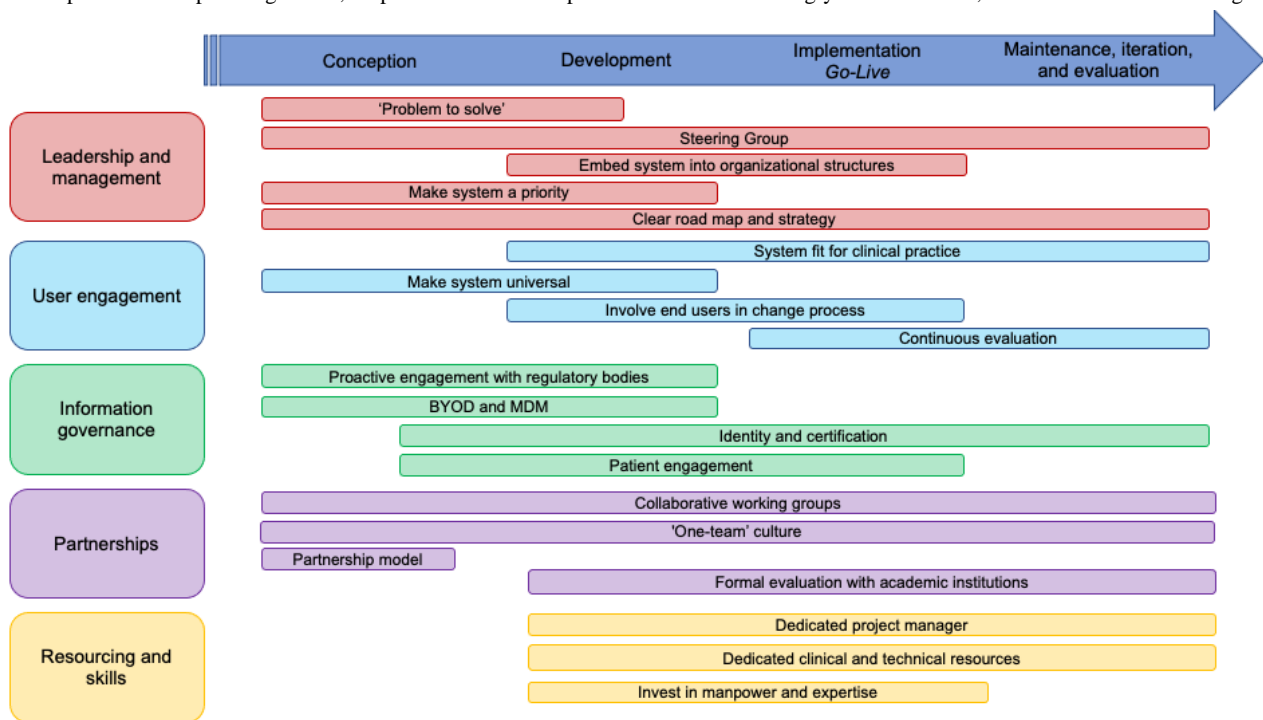 Conception
Development
Implementation
Go-Live
Maintenance, iteration,
and evaluation
Leadership and
management
'Problem to solve'
Steering Group
Embed system into organizational structures
Make system a priority
Clear road map and strategy
User engagement
System fit for clinical practice
Make system universal
Involve end users in change process
Continuous evaluation
Information
governance
Proactive engagement with regulatory bodies
BYOD and MDM
Identity and certification
Patient engagement
Partnerships
Collaborative working groups
'One-team' culture
Partnership model
Formal evaluation with academic institutions
Resourcing and
skills
Dedicated project manager
Dedicated clinical and technical resources
Invest in manpower and expertise